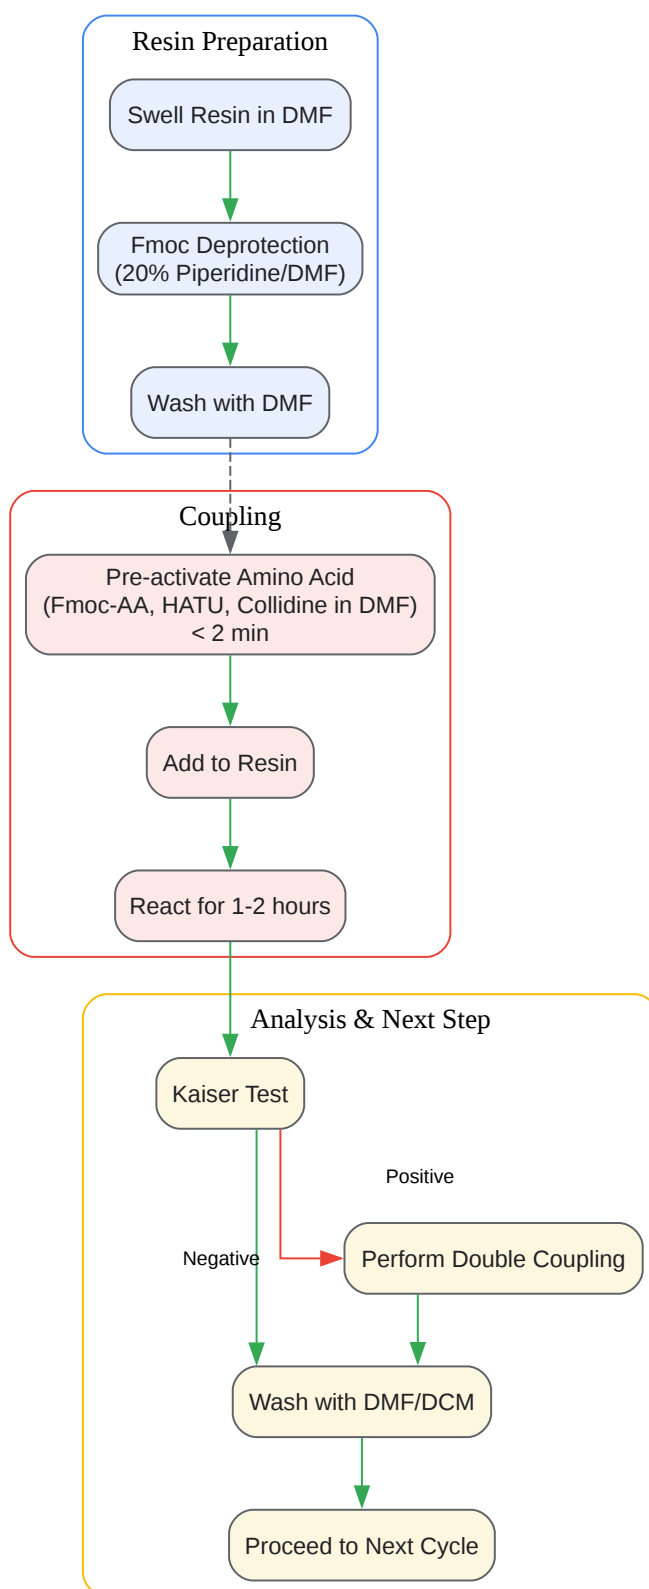 Resin Preparation
Swell Resin in DMF
Fmoc Deprotection
(20% Piperidine/DMF)
Wash with DMF
Coupling
Pre-activate Amino Acid
(Fmoc-AA, HATU, Collidine in DMF)
< 2 min
Add to Resin
React for 1-2 hours
Analysis & Next Step
Kaiser Test
Positive
Negative
Perform Double Coupling
Wash with DMF/DCM
Proceed to Next Cycle